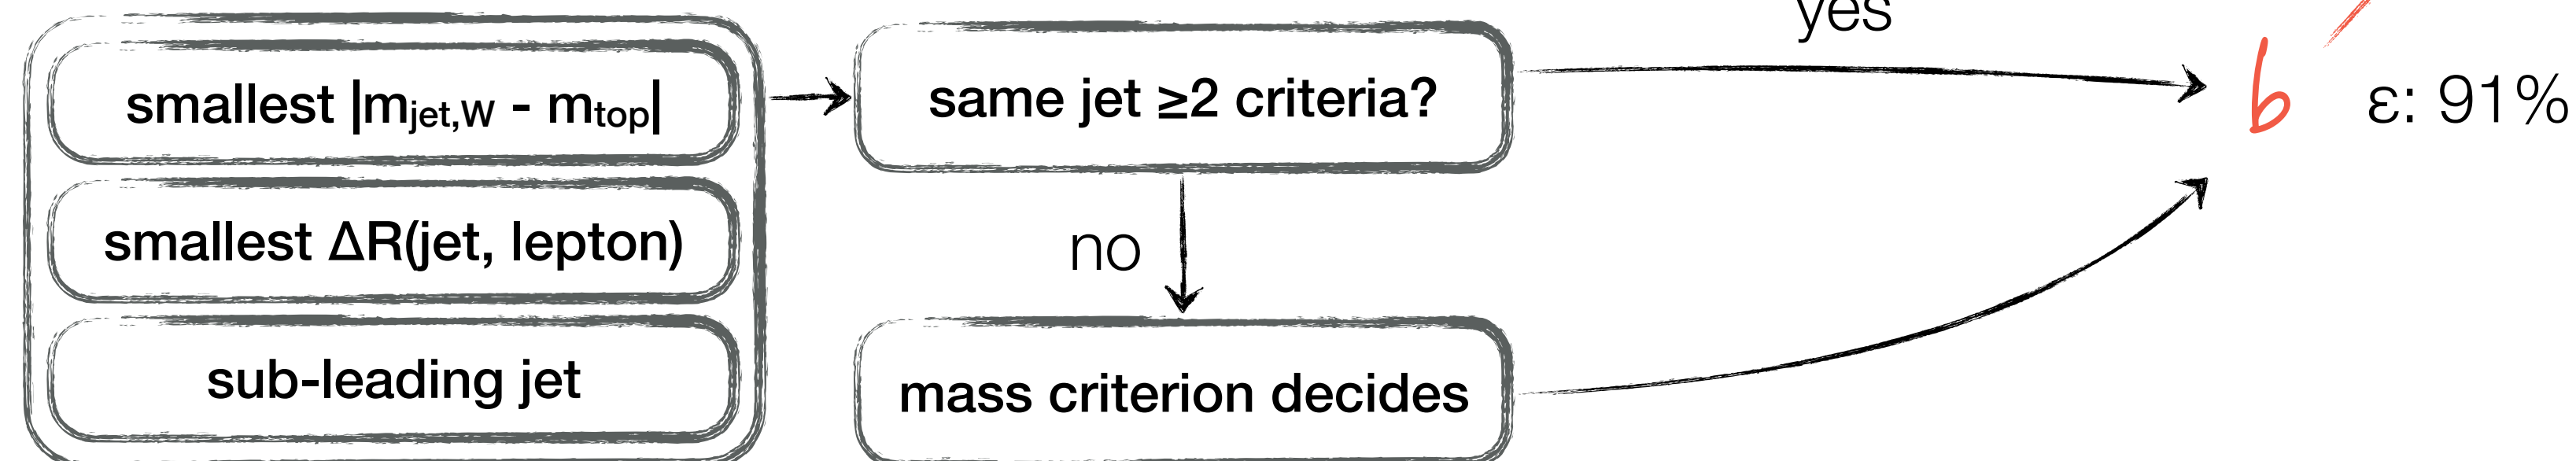 smallest |mjet,W - mtop|
smallest ΔR(jet, lepton)
sub-leading jet
same jet ≥2 criteria?
yes
no
mass criterion decides
b
ε: 91%